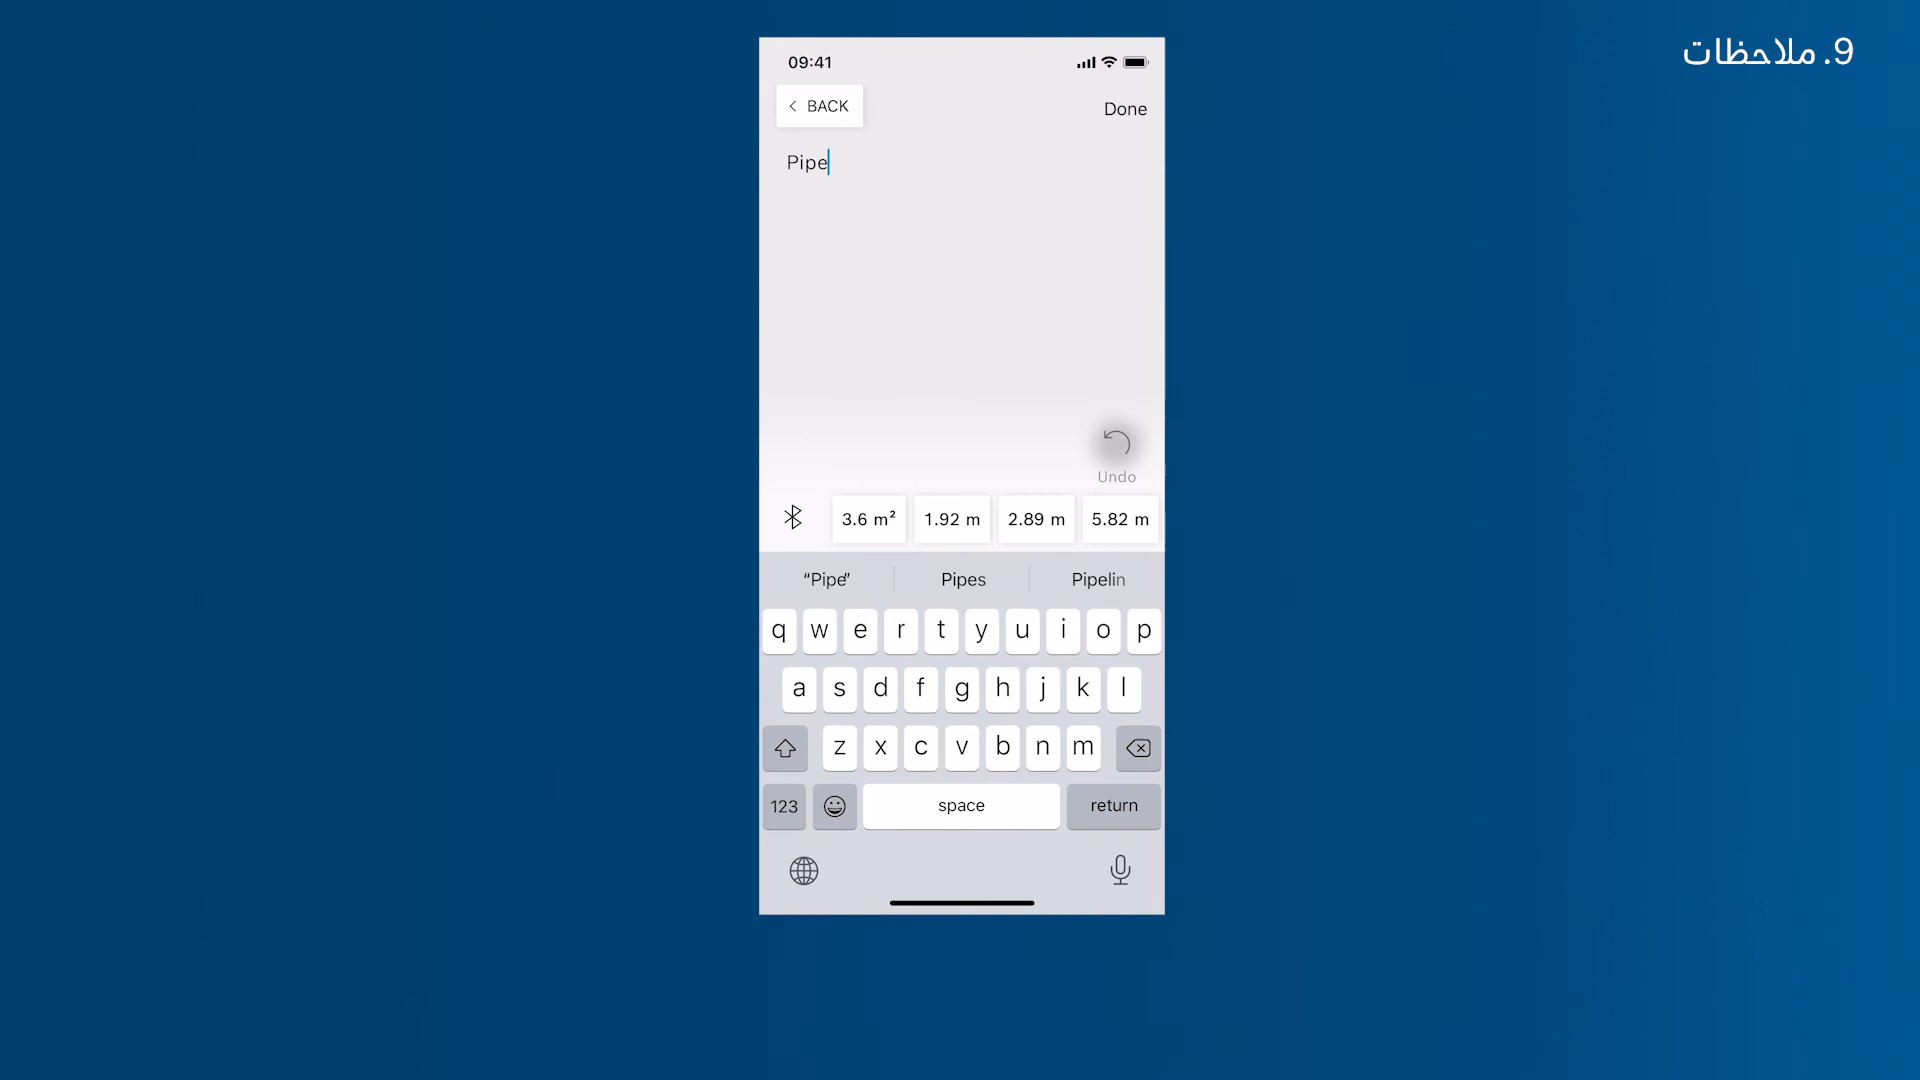 9. ملاحظات
09:41
BACK
Done
Pipe
Undo
3.6 m² 1.92 m 2.89 m 5.82 m
“Pipe” Pipes Pipelin
q w e r t y u i o p
a s d f g h j k l
z x c v b n m
123 space return